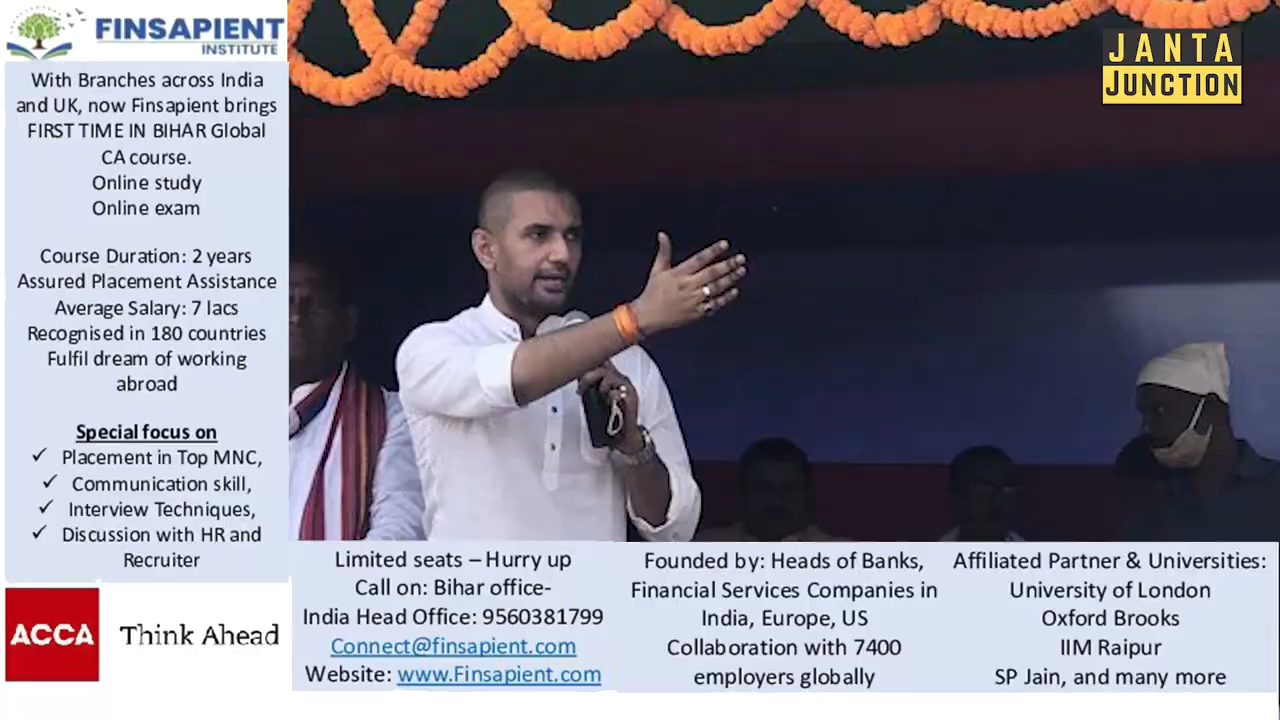 FINSAPIENT
INSTITUTE
With Branches across India
and UK, now Finsapient brings
FIRST TIME IN BIHAR Global
CA course.
Online study
Online exam
Course Duration: 2 years
Assured Placement Assistance
Average Salary: 7 lacs
Recognised in 180 countries
Fulfil dream of working
abroad
Special focus on
✓ Placement in Top MNC,
✓ Communication skill,
✓ Interview Techniques,
✓ Discussion with HR and
Recruiter
ACCA
Think Ahead
JANTA
JUNCTION
Limited seats – Hurry up
Call on: Bihar office-
India Head Office: 9560381799
Connect@finsapient.com
Website: www.Finsapient.com
Founded by: Heads of Banks,
Financial Services Companies in
India, Europe, US
Collaboration with 7400
employers globally
Affiliated Partner & Universities:
University of London
Oxford Brooks
IIM Raipur
SP Jain, and many more